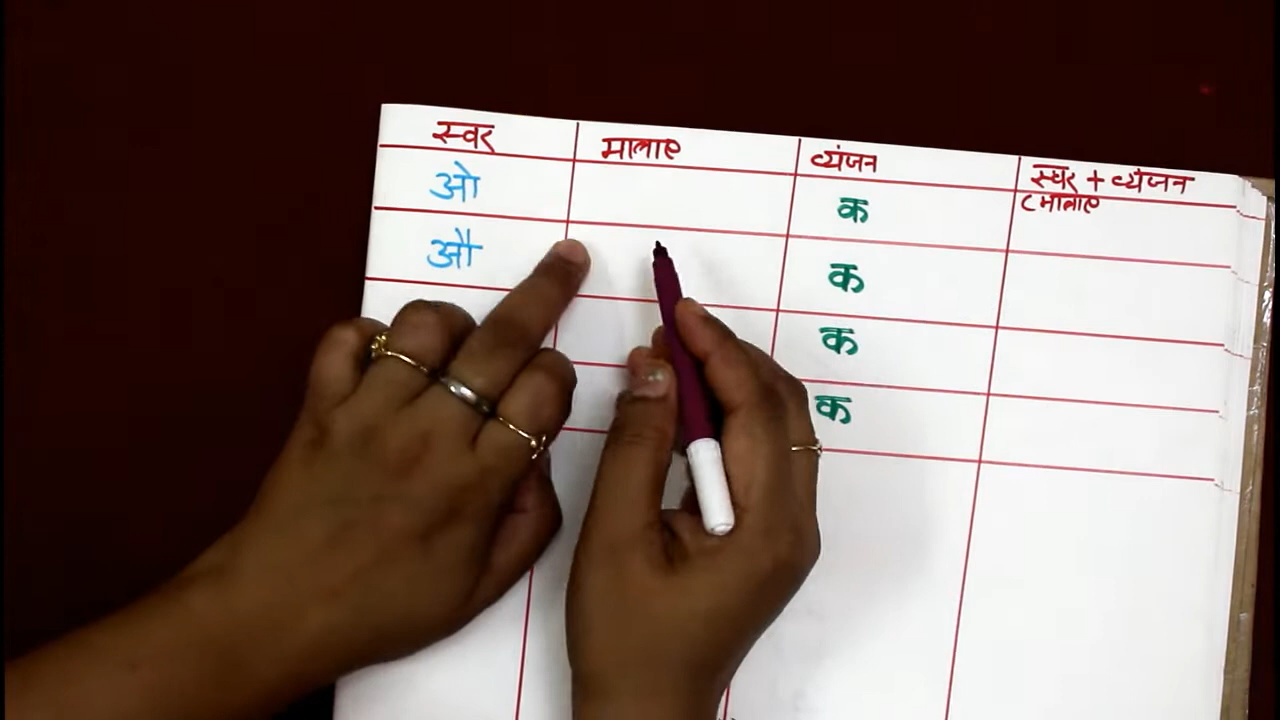 स्वर मात्राए व्यंजन स्वर + व्यंजन
(मात्राए
ओ क
औ क
क
क